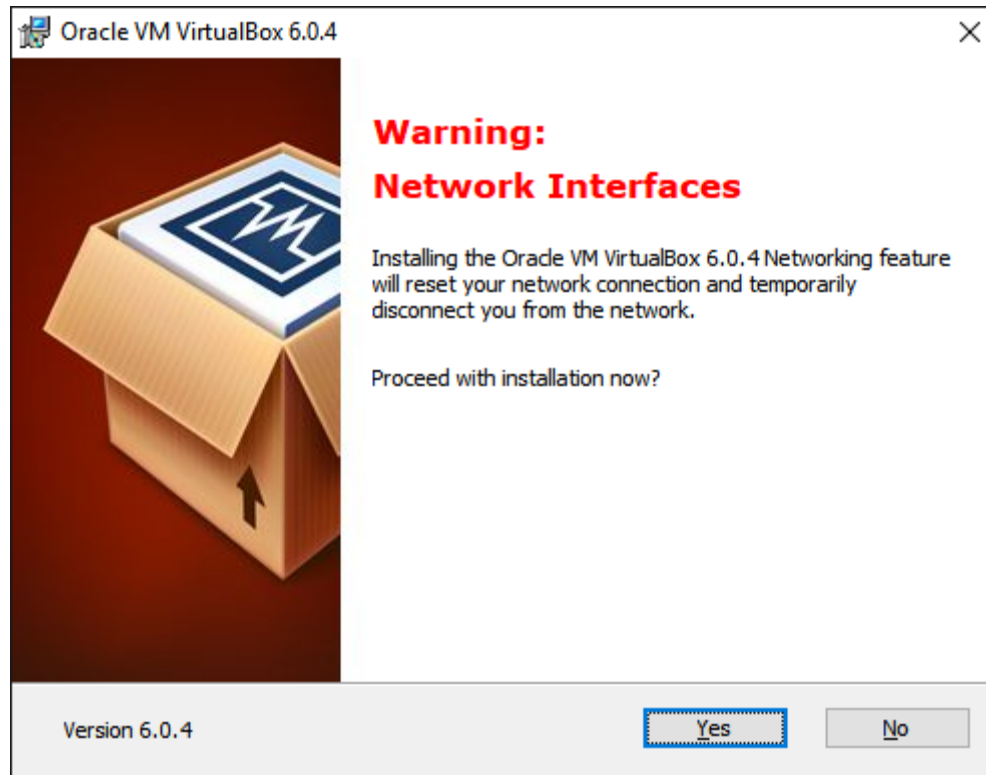 Oracle VM VirtualBox 6.0.4
Warning:
Network Interfaces
Installing the Oracle VM VirtualBox 6.0.4 Networking feature
will reset your network connection and temporarily
disconnect you from the network.
Proceed with installation now?
Version 6.0.4
Yes
No